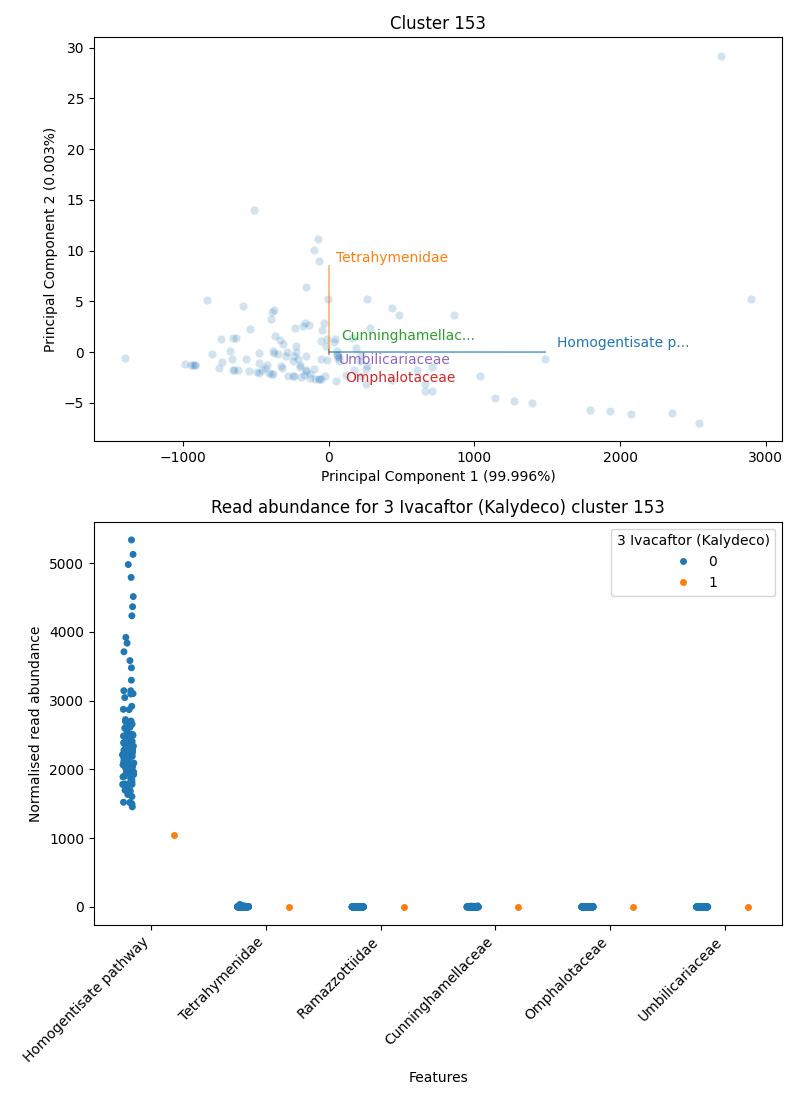 Cluster 153
30
25
20
15
10
5
0
−5
Principal Component 2 (0.003%)
Tetrahymenidae
Cunninghamellac...
Homogentisate p...
Umbilicariaceae
Omphalotaceae
−1000
0
1000
2000
3000
Principal Component 1 (99.996%)
Read abundance for 3 Ivacaftor (Kalydeco) cluster 153
3 Ivacaftor (Kalydeco)
0
1
5000
4000
3000
2000
1000
0
Normalised read abundance
Homogentisate pathway
Tetrahymenidae
Ramazzottiidae
Cunninghamellaceae
Omphalotaceae
Umbilicariaceae
Features